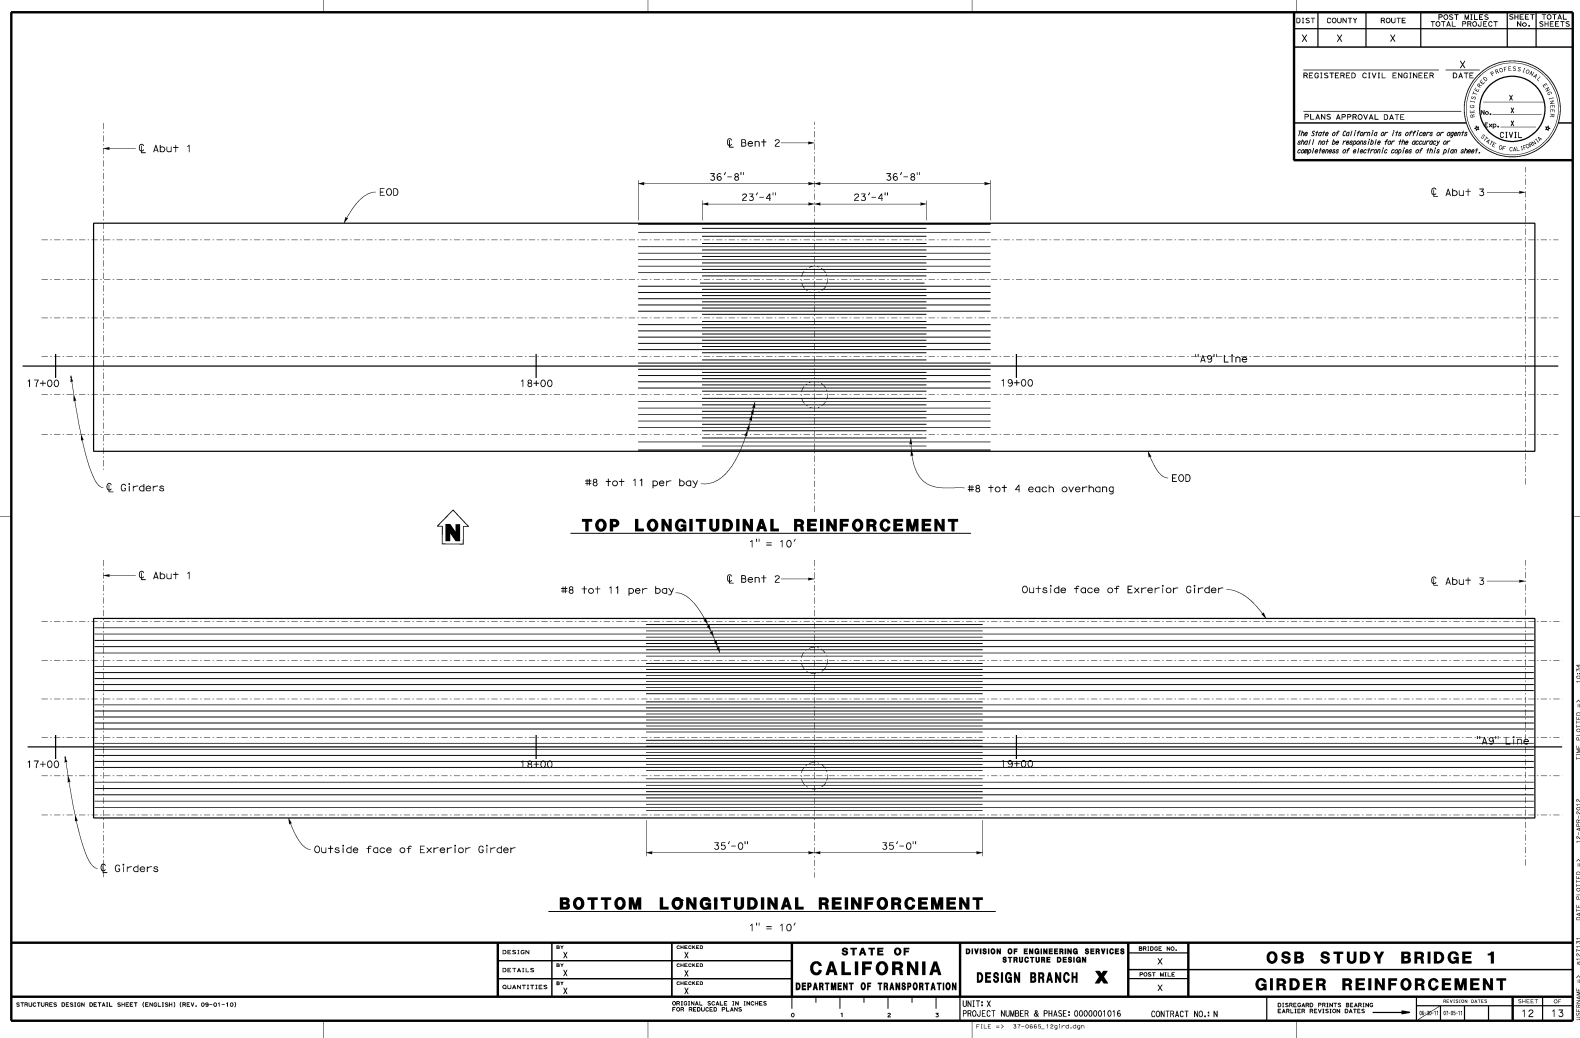 DIST COUNTY ROUTE POST MILES TOTAL PROJECT SHEET No. TOTAL SHEETS
X X X
X
REGISTERED CIVIL ENGINEER DATE
PLANS APPROVAL DATE
The State of California or its officers or agents
shall not be responsible for the accuracy or
completeness of electronic copies of this plan sheet.
REGISTERED PROFESSIONAL ENGINEER
X
No. X
Exp. X
CIVIL
STATE OF CALIFORNIA
℄ Abut 1
℄ Bent 2
℄ Abut 3
36'-8" 36'-8"
23'-4" 23'-4"
EOD
"A9" Line
17+00 18+00 19+00
℄ Girders
#8 tot 11 per bay
#8 tot 4 each overhang
EOD
N
TOP LONGITUDINAL REINFORCEMENT
1" = 10'
℄ Abut 1
℄ Bent 2
℄ Abut 3
#8 tot 11 per bay
Outside face of Exrerior Girder
"A9" Line
17+00 18+00 19+00
℄ Girders
Outside face of Exrerior Girder
35'-0" 35'-0"
BOTTOM LONGITUDINAL REINFORCEMENT
1" = 10'
DESIGN BY X CHECKED X
DETAILS BY X CHECKED X
QUANTITIES BY X CHECKED X
STATE OF
CALIFORNIA
DEPARTMENT OF TRANSPORTATION
DIVISION OF ENGINEERING SERVICES
STRUCTURE DESIGN
DESIGN BRANCH X
BRIDGE NO.
X
POST MILE
X
OSB STUDY BRIDGE 1
GIRDER REINFORCEMENT
STRUCTURES DESIGN DETAIL SHEET (ENGLISH) (REV. 09-01-10)
ORIGINAL SCALE IN INCHES
FOR REDUCED PLANS
0 1 2 3
UNIT: X
PROJECT NUMBER & PHASE: 0000001016 CONTRACT NO.: N
DISREGARD PRINTS BEARING
EARLIER REVISION DATES
REVISION DATES
07-05-11
SHEET OF
12 13
FILE => 37-0665_12gird.dgn
USERNAME => s127131 DATE PLOTTED => 12-APR-2012 TIME PLOTTED => 10:34